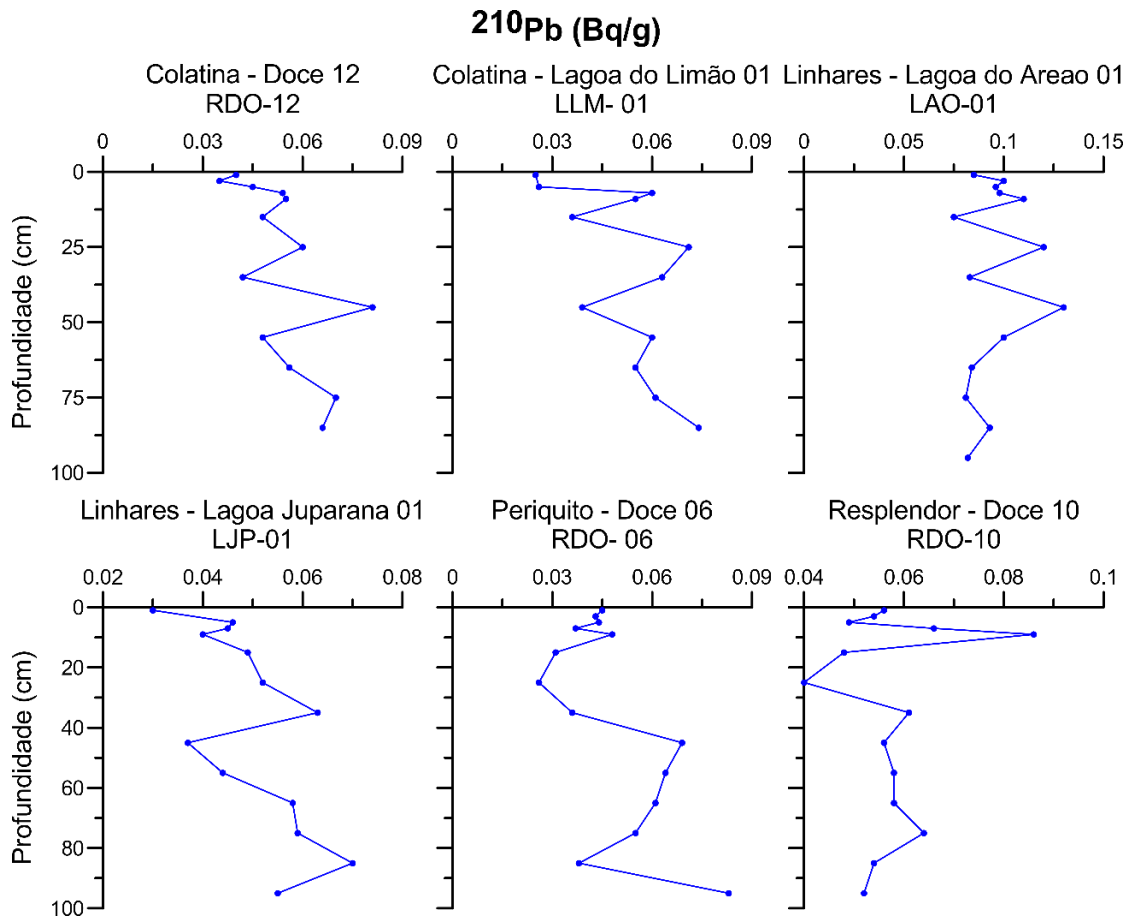 210Pb (Bq/g)
Colatina - Doce 12
RDO-12
Colatina - Lagoa do Limão 01
LLM- 01
Linhares - Lagoa do Areao 01
LAO-01
0 0.03 0.06 0.09
0 0.03 0.06 0.09
0 0.05 0.1 0.15
Profundidade (cm)
0
25
50
75
100
Linhares - Lagoa Juparana 01
LJP-01
Periquito - Doce 06
RDO- 06
Resplendor - Doce 10
RDO-10
0.02 0.04 0.06 0.08
0 0.03 0.06 0.09
0.04 0.06 0.08 0.1
Profundidade (cm)
0
20
40
60
80
100